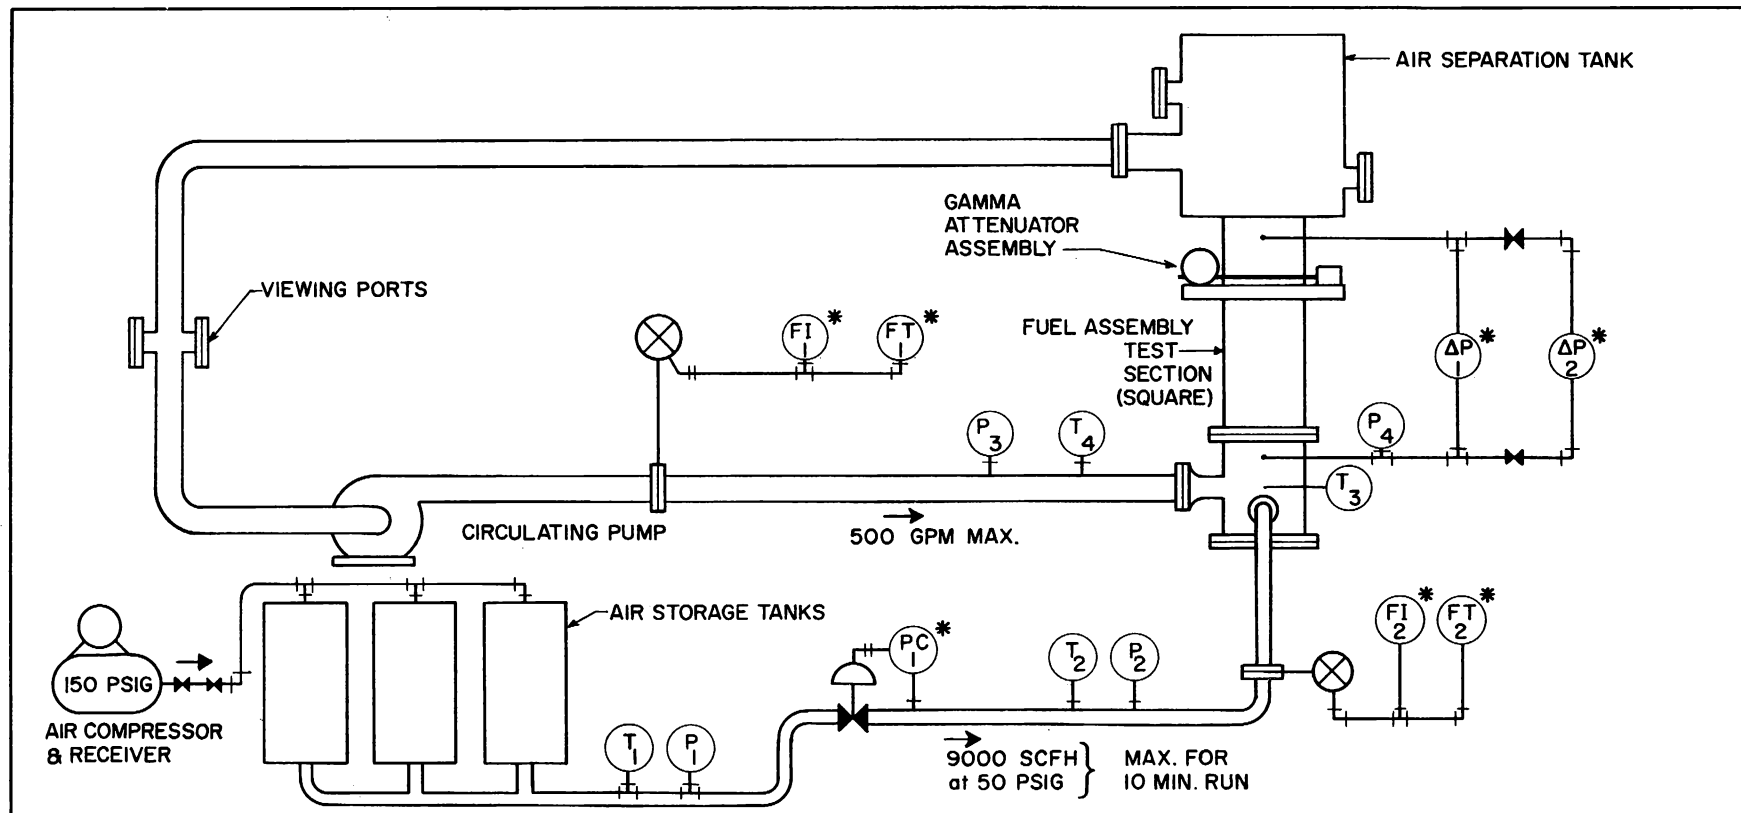 AIR SEPARATION TANK
GAMMA
ATTENUATOR
ASSEMBLY
VIEWING PORTS
FI
1
*
FT
1
*
FUEL ASSEMBLY
TEST
SECTION
(SQUARE)
ΔP
1
*
ΔP
2
*
P
3
T
4
P
4
T
3
CIRCULATING PUMP
500 GPM MAX.
AIR STORAGE TANKS
150 PSIG
AIR COMPRESSOR
& RECEIVER
PC
1
*
T
2
P
2
FI
2
*
FT
2
*
T
1
P
1
9000 SCFH
at 50 PSIG
MAX. FOR
10 MIN. RUN